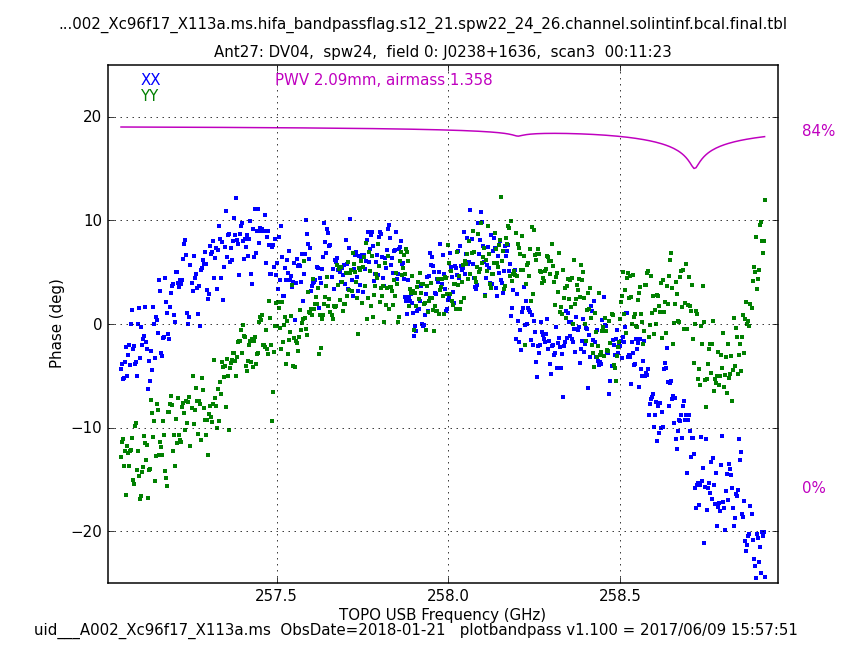 ...002_Xc96f17_X113a.ms.hifa_bandpassflag.s12_21.spw22_24_26.channel.solintinf.bcal.final.tbl
Ant27: DV04, spw24, field 0: J0238+1636, scan3 00:11:23
XX
PWV 2.09mm, airmass 1.358
YY
20
84%
10
0
Phase (deg)
−10
0%
−20
257.5
258.0
258.5
TOPO USB Frequency (GHz)
uid___A002_Xc96f17_X113a.ms ObsDate=2018-01-21 plotbandpass v1.100 = 2017/06/09 15:57:51